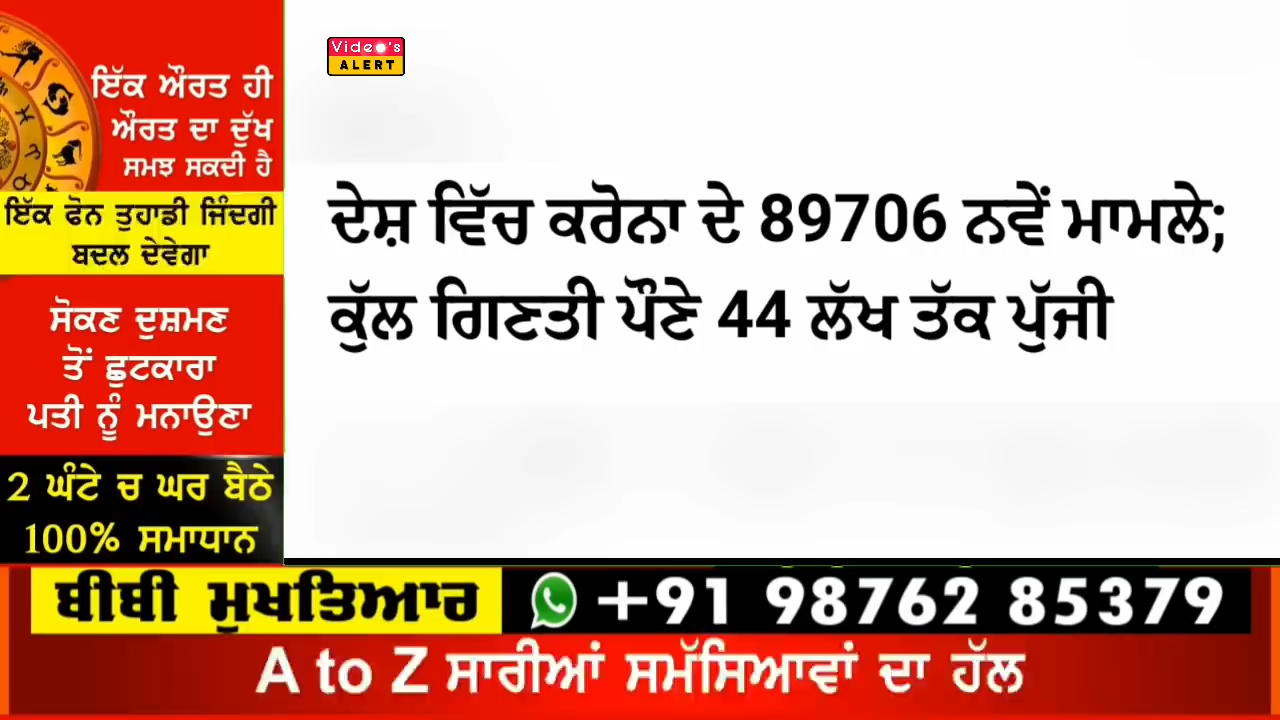 ਇੱਕ ਔਰਤ ਹੀ
ਔਰਤ ਦਾ ਦੁੱਖ
ਸਮਝ ਸਕਦੀ ਹੈ
ਇੱਕ ਫੋਨ ਤੁਹਾਡੀ ਜਿੰਦਗੀ
ਬਦਲ ਦੇਵੇਗਾ
ਸੋਕਣ ਦੁਸ਼ਮਣ
ਤੋਂ ਛੁਟਕਾਰਾ
ਪਤੀ ਨੂੰ ਮਨਾਉਣਾ
2 ਘੰਟੇ ਚ ਘਰ ਬੈਠੇ
100% ਸਮਾਧਾਨ
Video's
ALERT
ਦੇਸ਼ ਵਿੱਚ ਕਰੋਨਾ ਦੇ 89706 ਨਵੇਂ ਮਾਮਲੇ;
ਕੁੱਲ ਗਿਣਤੀ ਪੌਣੇ 44 ਲੱਖ ਤੱਕ ਪੁੱਜੀ
ਬੀਬੀ ਮੁਖਤਿਆਰ +91 98762 85379
A to Z ਸਾਰੀਆਂ ਸਮੱਸਿਆਵਾਂ ਦਾ ਹੱਲ